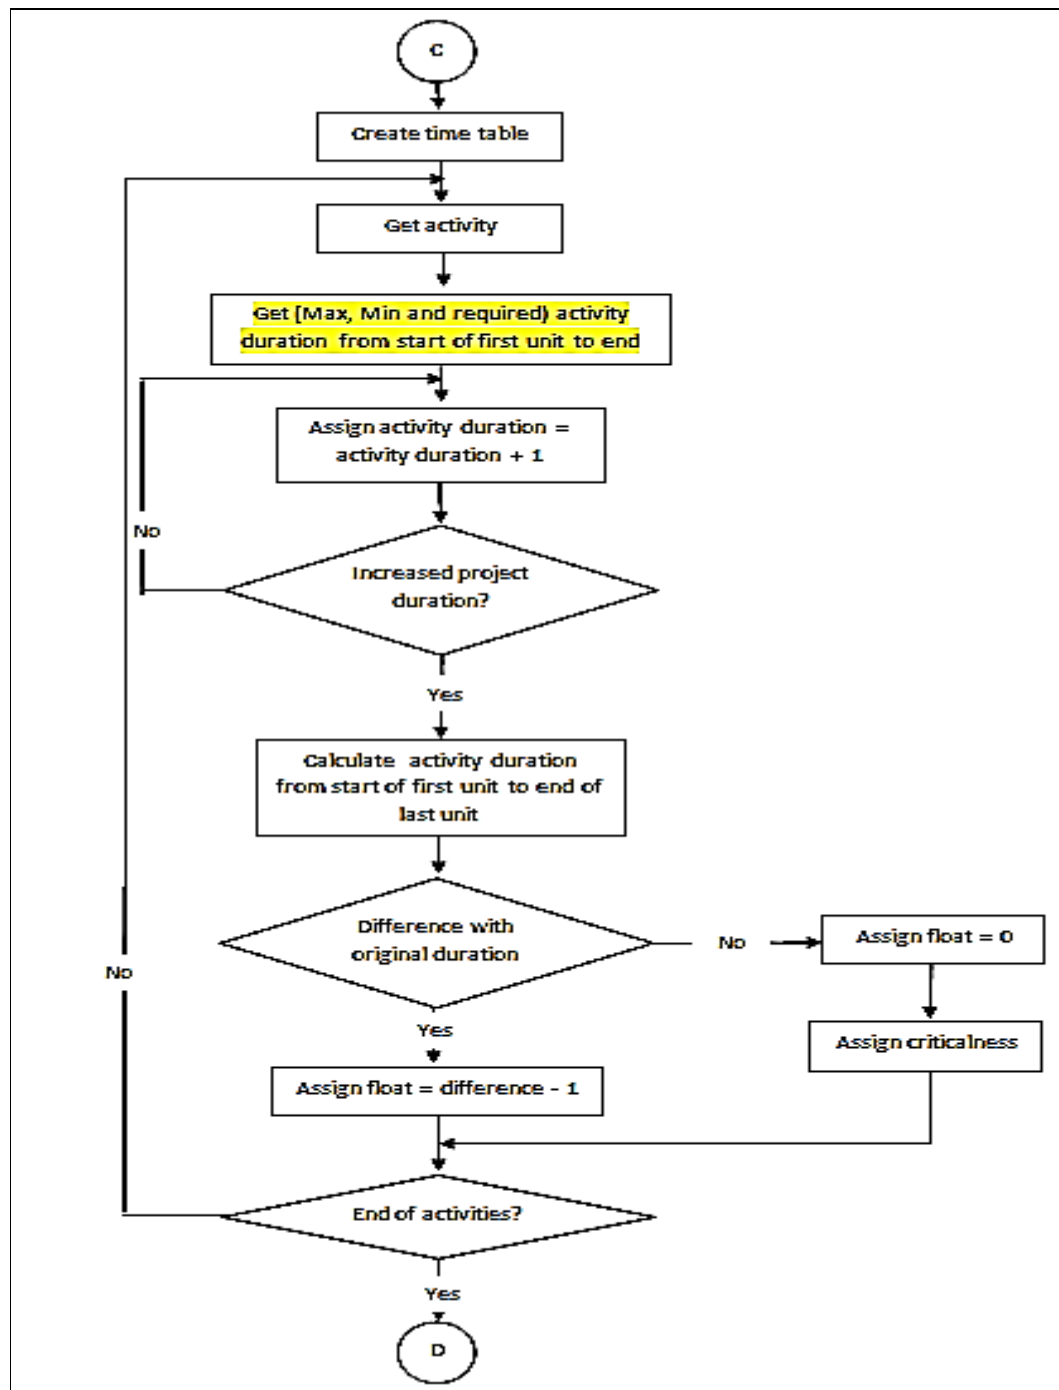 C
Create time table
Get activity
Get (Max, Min and required) activity
duration from start of first unit to end
Assign activity duration =
activity duration + 1
No
Increased project
duration?
Yes
Calculate activity duration
from start of first unit to end of
last unit
Difference with
original duration
No
Assign float = 0
No
Yes
Assign criticalness
Assign float = difference - 1
End of activities?
Yes
D